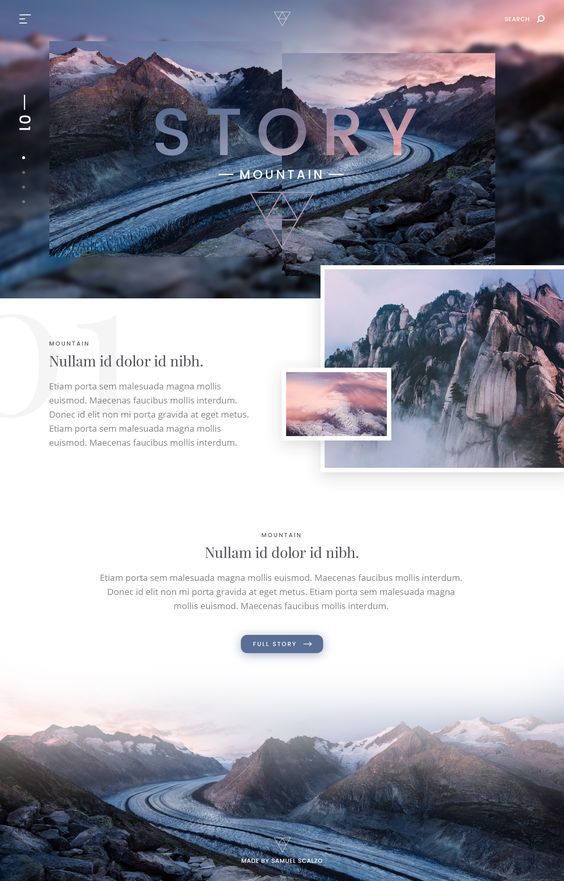 SEARCH
01
STORY
MOUNTAIN
01
MOUNTAIN
Nullam id dolor id nibh.
Etiam porta sem malesuada magna mollis
euismod. Maecenas faucibus mollis interdum.
Donec id elit non mi porta gravida at eget metus.
Etiam porta sem malesuada magna mollis
euismod. Maecenas faucibus mollis interdum.
MOUNTAIN
Nullam id dolor id nibh.
Etiam porta sem malesuada magna mollis euismod. Maecenas faucibus mollis interdum.
Donec id elit non mi porta gravida at eget metus. Etiam porta sem malesuada magna
mollis euismod. Maecenas faucibus mollis interdum.
FULL STORY
MADE BY SAMUEL SCALZO